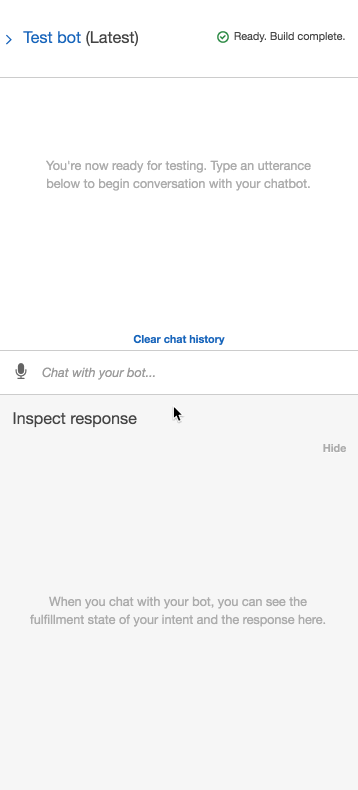 Test bot (Latest)
Ready. Build complete.
You're now ready for testing. Type an utterance
below to begin conversation with your chatbot.
Clear chat history
Chat with your bot...
Inspect response
Hide
When you chat with your bot, you can see the
fulfillment state of your intent and the response here.